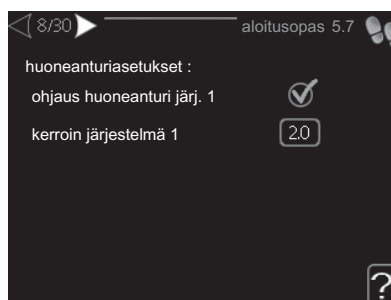 8/30 aloitusopas 5.7
huoneanturiasetukset :
ohjaus huoneanturi järj. 1
kerroin järjestelmä 1 2.0
?